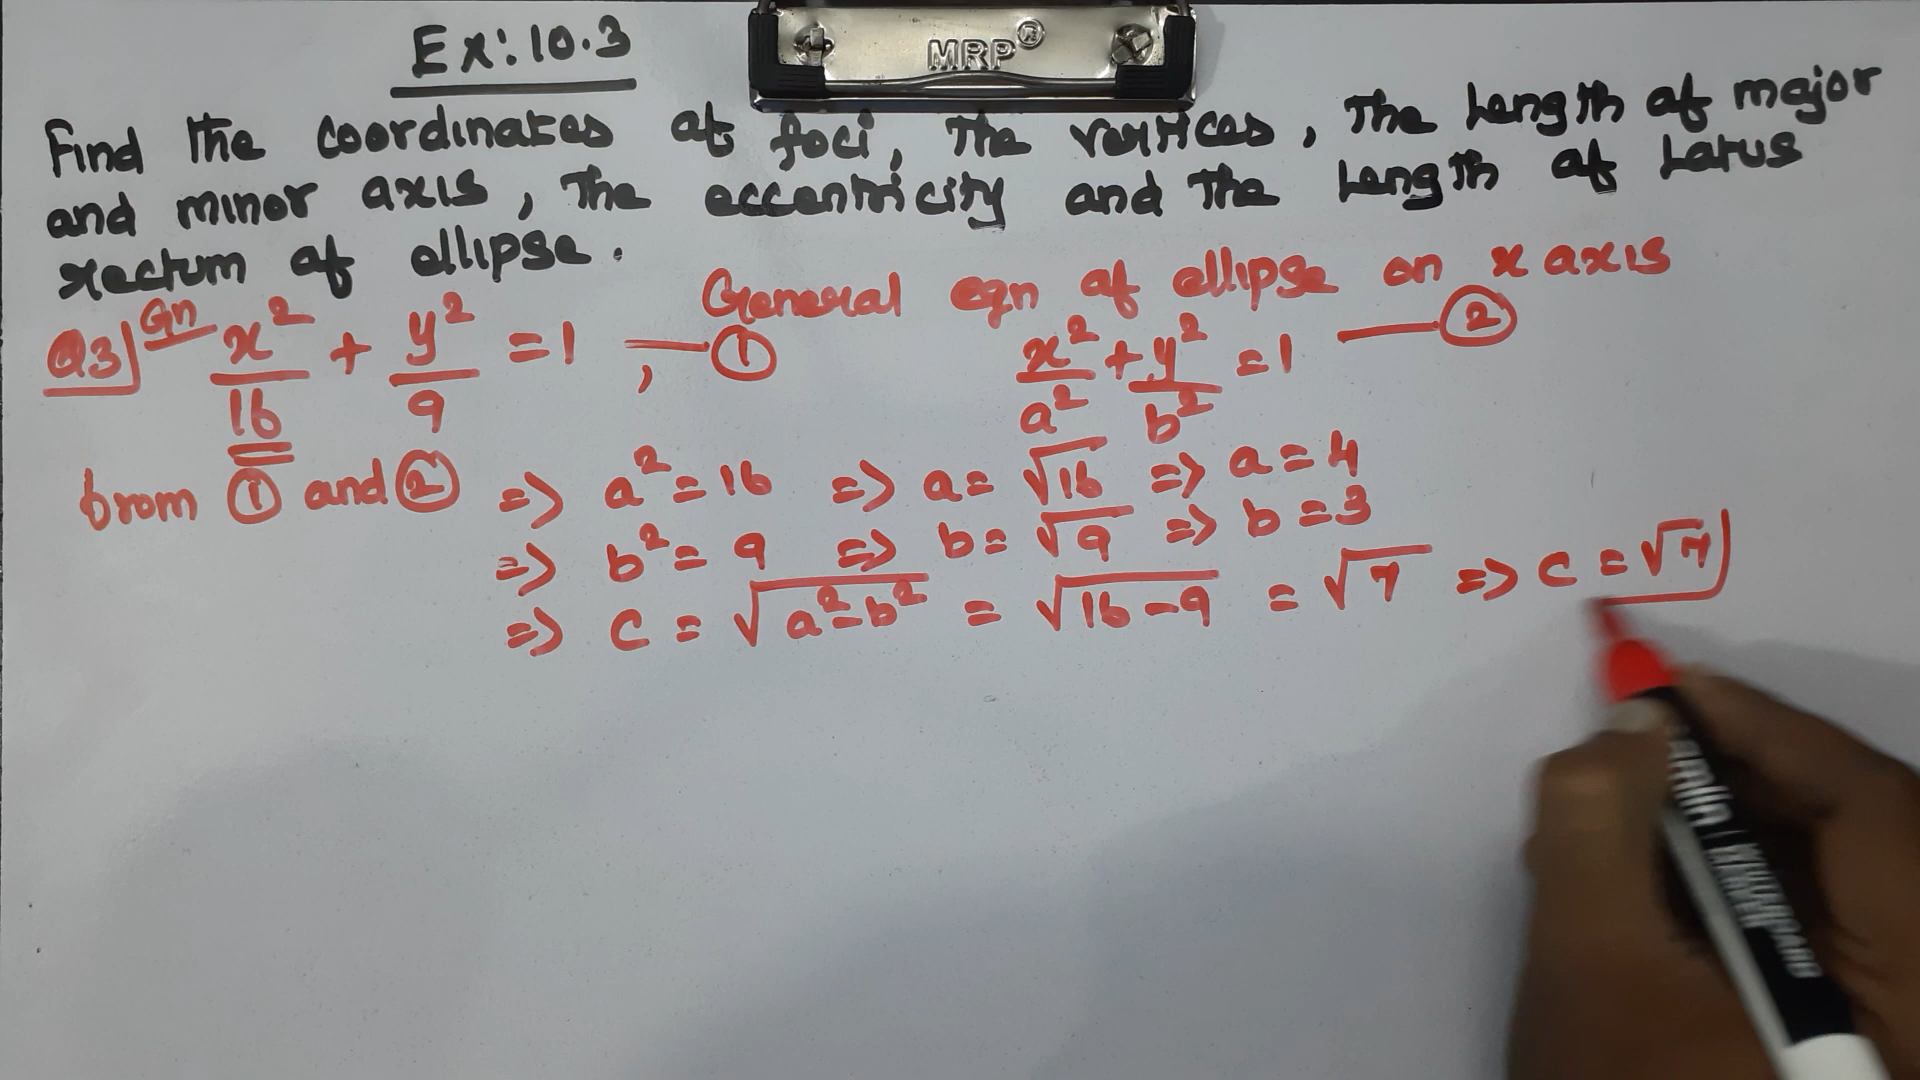 Ex: 10.3
MRP®
Find the coordinates of foci, The vertices, The Length of major
and minor axis, The eccentricity and The Length of Latus
rectum of ellipse.
General eqn of ellipse on x axis
Q3) Gn x²/16 + y²/9 = 1, — ① x²/a² + y²/b² = 1 — ②
from ① and ② => a² = 16 => a = √16 => a = 4
=> b² = 9 => b = √9 => b = 3
=> c = √a²-b² = √16-9 = √7 => c = √7